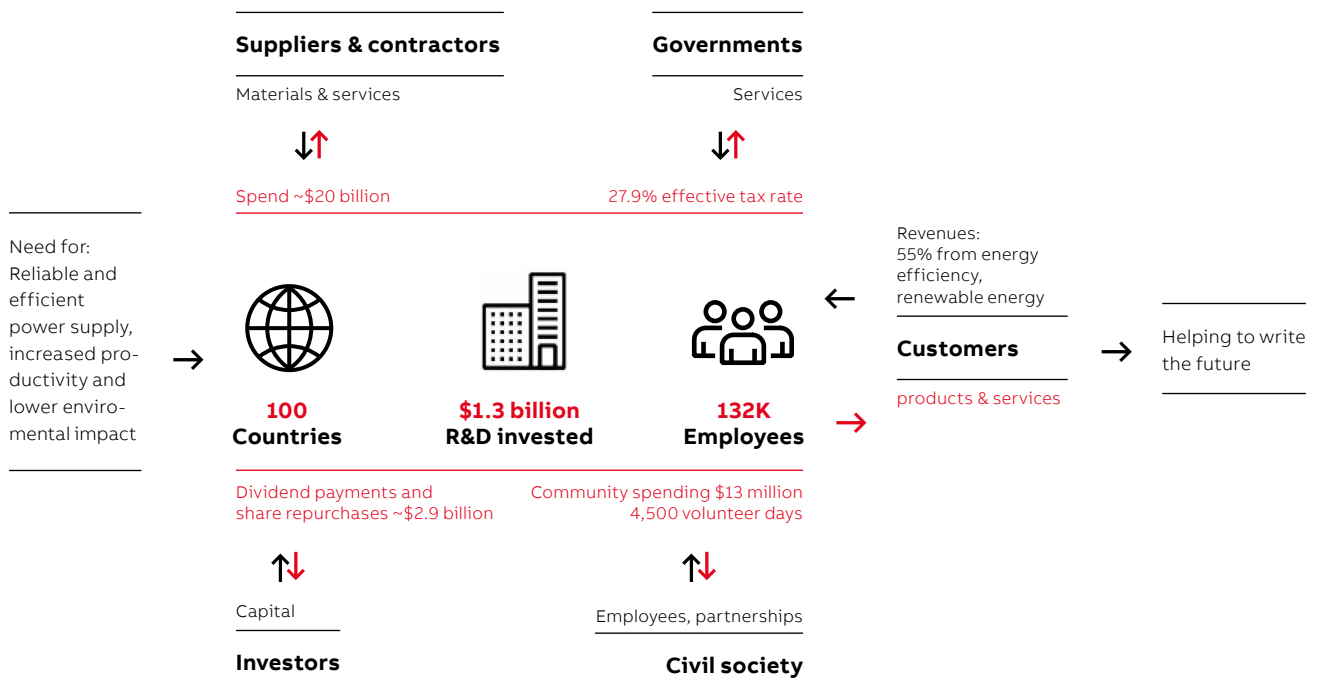 Suppliers & contractors
Governments
Materials & services
Services
Spend ~$20 billion
27.9% effective tax rate
Need for:
Reliable and
efficient
power supply,
increased pro-
ductivity and
lower enviro-
mental impact
100
Countries
$1.3 billion
R&D invested
132K
Employees
Revenues:
55% from energy
efficiency,
renewable energy
Customers
products & services
Helping to write
the future
Dividend payments and
share repurchases ~$2.9 billion
Community spending $13 million
4,500 volunteer days
Capital
Investors
Employees, partnerships
Civil society